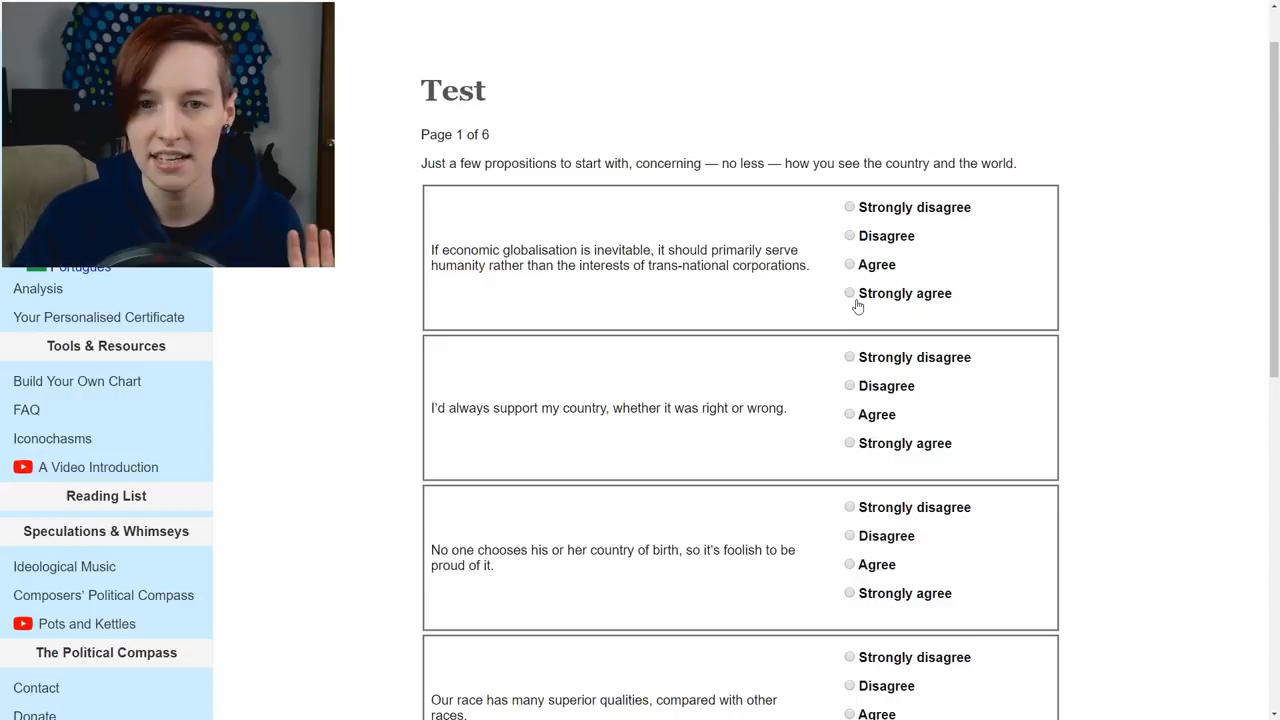 Test
Page 1 of 6
Just a few propositions to start with, concerning — no less — how you see the country and the world.
If economic globalisation is inevitable, it should primarily serve
humanity rather than the interests of trans-national corporations.
Strongly disagree
Disagree
Agree
Strongly agree
I'd always support my country, whether it was right or wrong.
Strongly disagree
Disagree
Agree
Strongly agree
No one chooses his or her country of birth, so it's foolish to be
proud of it.
Strongly disagree
Disagree
Agree
Strongly agree
Our race has many superior qualities, compared with other
races.
Strongly disagree
Disagree
Agree
Português
Analysis
Your Personalised Certificate
Tools & Resources
Build Your Own Chart
FAQ
Iconochasms
A Video Introduction
Reading List
Speculations & Whimseys
Ideological Music
Composers' Political Compass
Pots and Kettles
The Political Compass
Contact
Donate